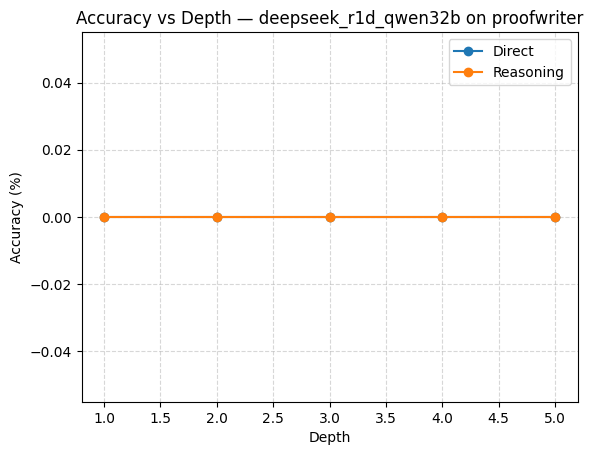 Accuracy vs Depth — deepseek_r1d_qwen32b on proofwriter
Direct
Reasoning
Accuracy (%)
0.04
0.02
0.00
−0.02
−0.04
1.0 1.5 2.0 2.5 3.0 3.5 4.0 4.5 5.0
Depth